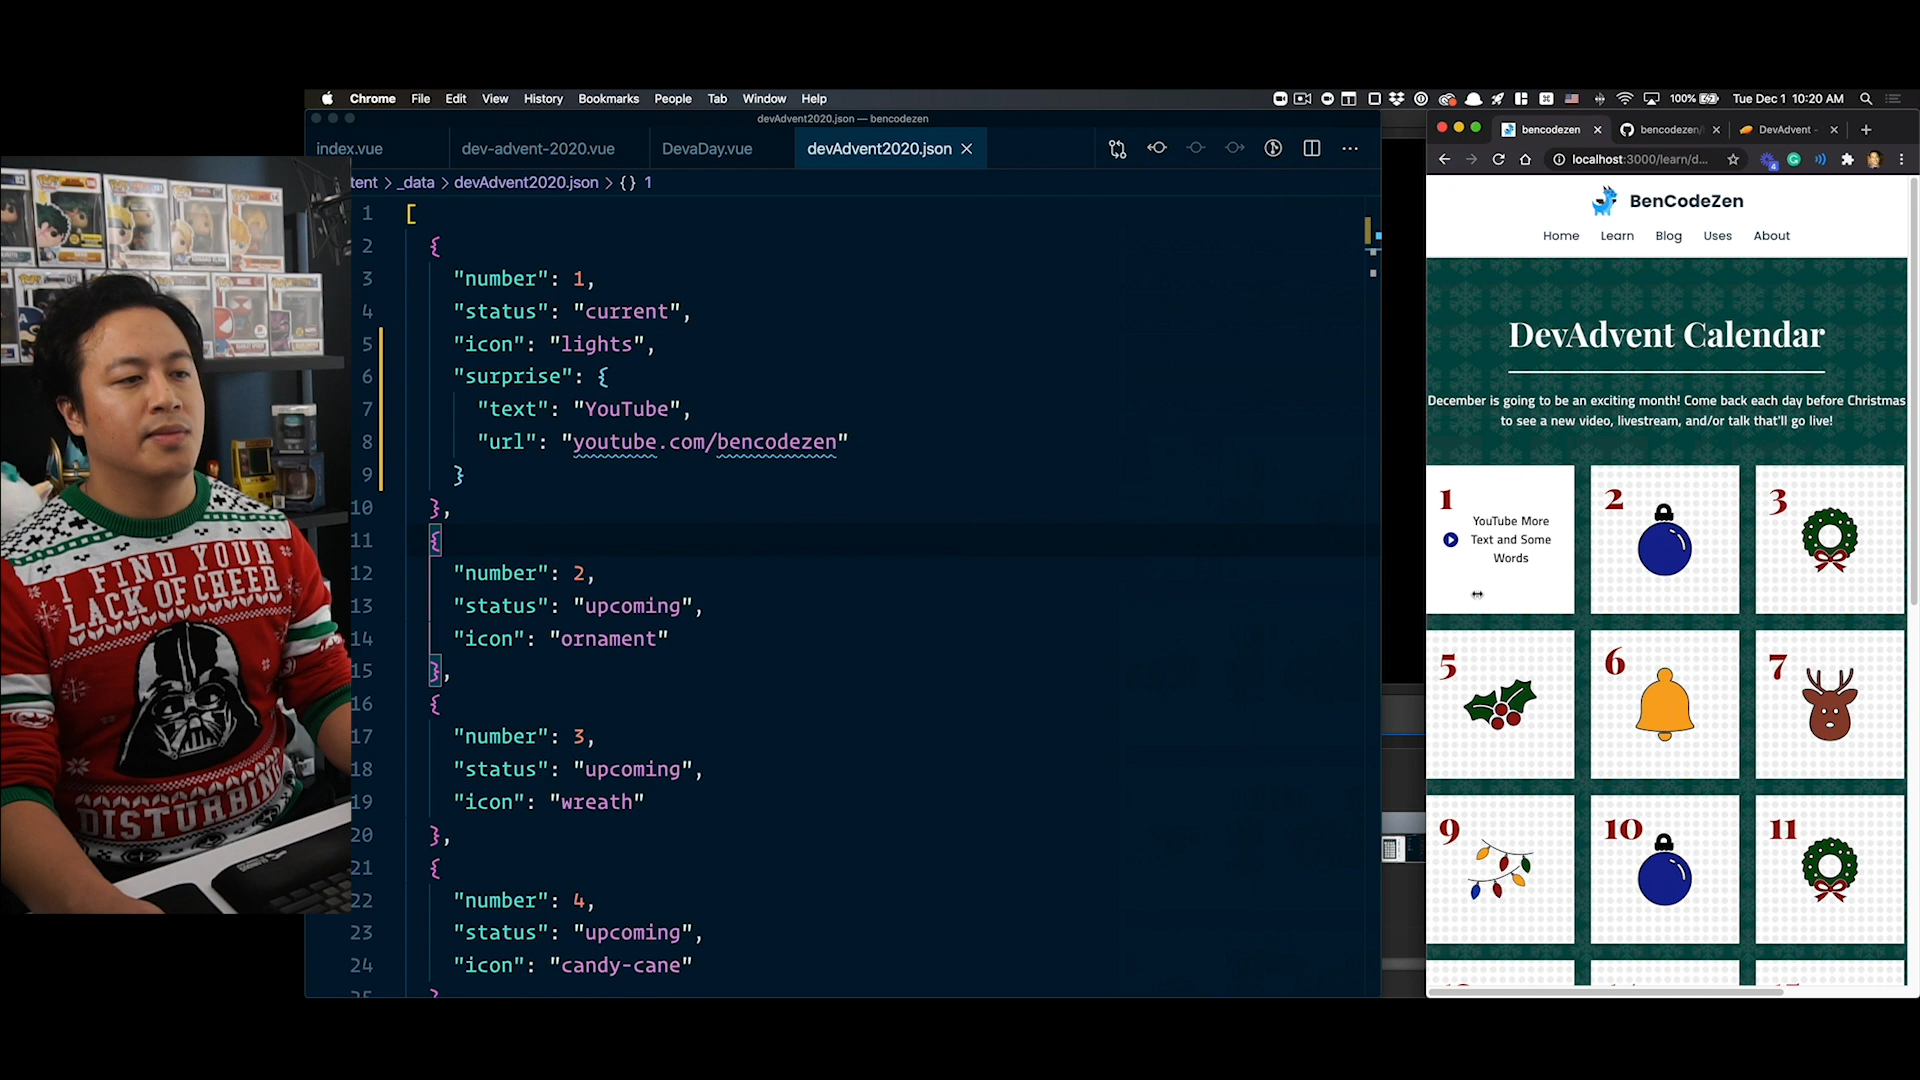 Chrome File Edit View History Bookmarks People Tab Window Help
100% Tue Dec 1 10:20 AM
devAdvent2020.json — bencodezen
index.vue dev-advent-2020.vue DevaDay.vue devAdvent2020.json
tent > _data > devAdvent2020.json > {} 1
1 [
2 {
3 "number": 1,
4 "status": "current",
5 "icon": "lights",
6 "surprise": {
7 "text": "YouTube",
8 "url": "youtube.com/bencodezen"
9 }
10 },
11 {
12 "number": 2,
13 "status": "upcoming",
14 "icon": "ornament"
15 },
16 {
17 "number": 3,
18 "status": "upcoming",
19 "icon": "wreath"
20 },
21 {
22 "number": 4,
23 "status": "upcoming",
24 "icon": "candy-cane"
25 }
bencodezen bencodezen/ DevAdvent -
localhost:3000/learn/d...
4
BenCodeZen
Home Learn Blog Uses About
DevAdvent Calendar
December is going to be an exciting month! Come back each day before Christmas
to see a new video, livestream, and/or talk that'll go live!
1
YouTube More
Text and Some
Words
2
3
5
6
7
9
10
11
I FIND YOUR
LACK OF CHEER
DISTURBING